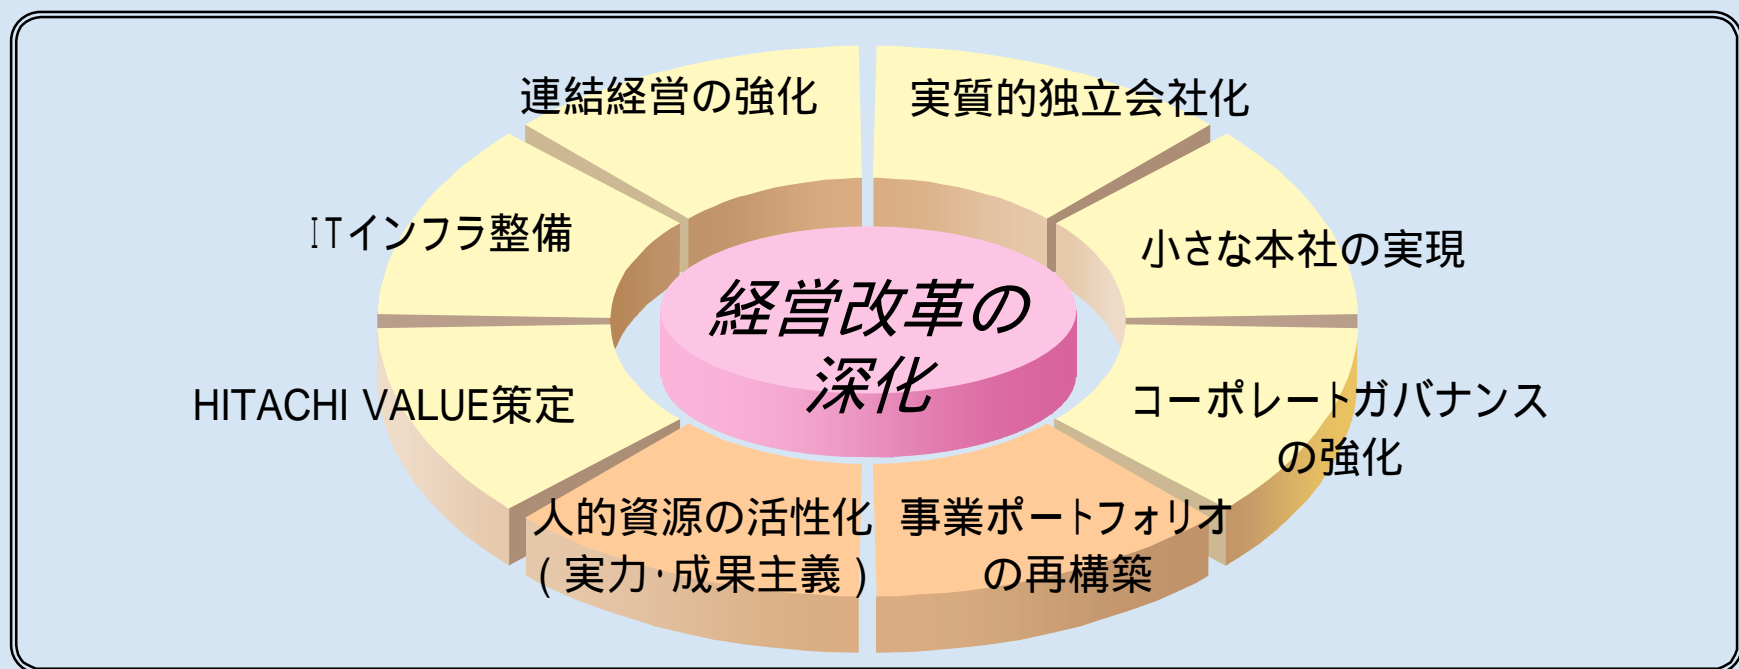 連結経営の強化
実質的独立会社化
ITインフラ整備
小さな本社の実現
経営改革の
深化
HITACHI VALUE策定
コーポレートガバナンス
の強化
人的資源の活性化
(実力・成果主義)
事業ポートフォリオ
の再構築